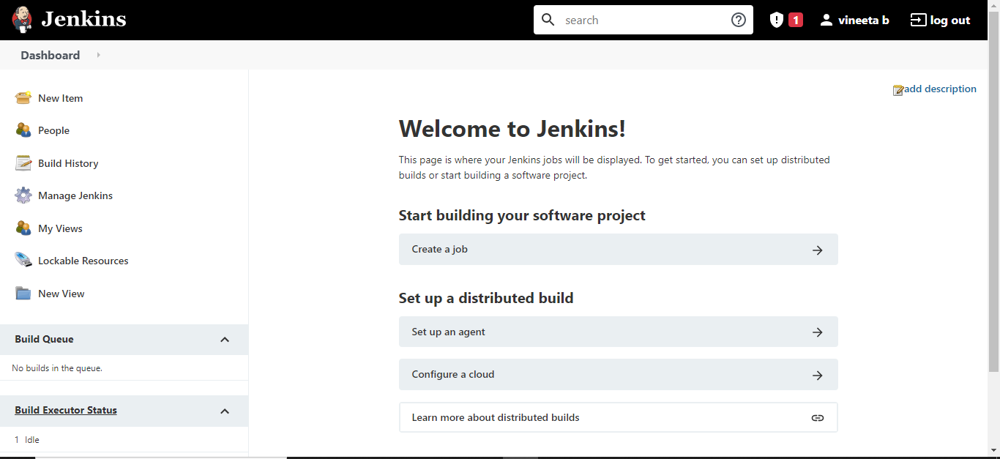 Jenkins
search
1
vineeta b
log out
Dashboard
New Item
People
Build History
Manage Jenkins
My Views
Lockable Resources
New View
Build Queue
No builds in the queue.
Build Executor Status
1 Idle
add description
Welcome to Jenkins!
This page is where your Jenkins jobs will be displayed. To get started, you can set up distributed
builds or start building a software project.
Start building your software project
Create a job
Set up a distributed build
Set up an agent
Configure a cloud
Learn more about distributed builds